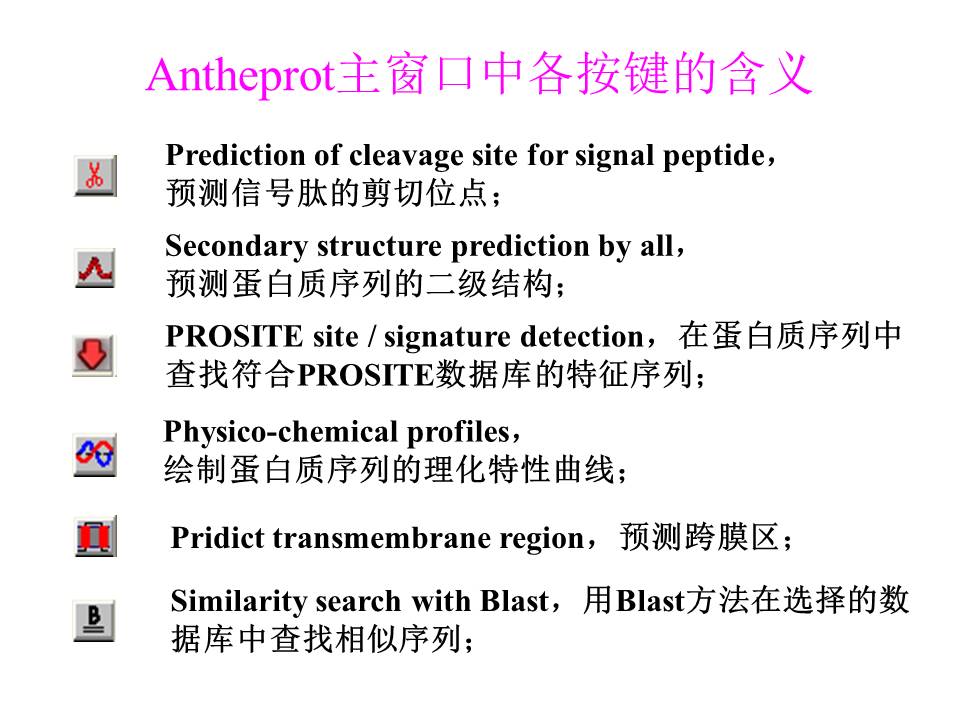 Antheprot主窗口中各按键的含义
Prediction of cleavage site for signal peptide，
预测信号肽的剪切位点；
Secondary structure prediction by all，
预测蛋白质序列的二级结构；
PROSITE site / signature detection，在蛋白质序列中
查找符合PROSITE数据库的特征序列；
Physico-chemical profiles，
绘制蛋白质序列的理化特性曲线；
Pridict transmembrane region，预测跨膜区；
B
Similarity search with Blast，用Blast方法在选择的数
据库中查找相似序列；